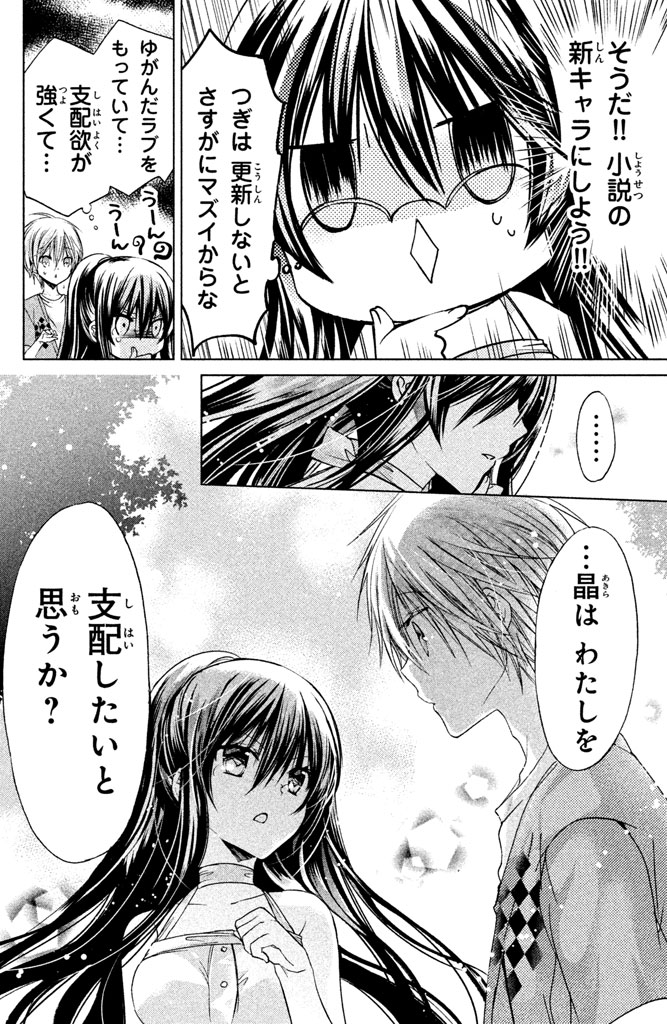 そうだ!!小説の
新キャラにしよう!!
つぎは更新しないと
さすがにマズイからな
ゆがんだラブを
もっていて…
支配欲が
強くて…
うーん
うーん?
……
…晶は わたしを
支配したいと
思うか?